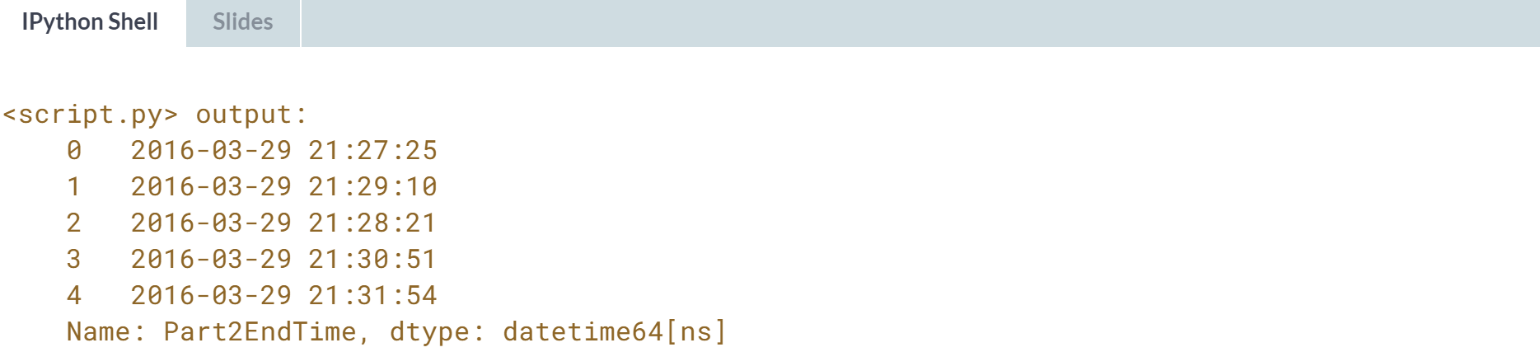 IPython Shell Slides
<script.py> output:
0 2016-03-29 21:27:25
1 2016-03-29 21:29:10
2 2016-03-29 21:28:21
3 2016-03-29 21:30:51
4 2016-03-29 21:31:54
Name: Part2EndTime, dtype: datetime64[ns]